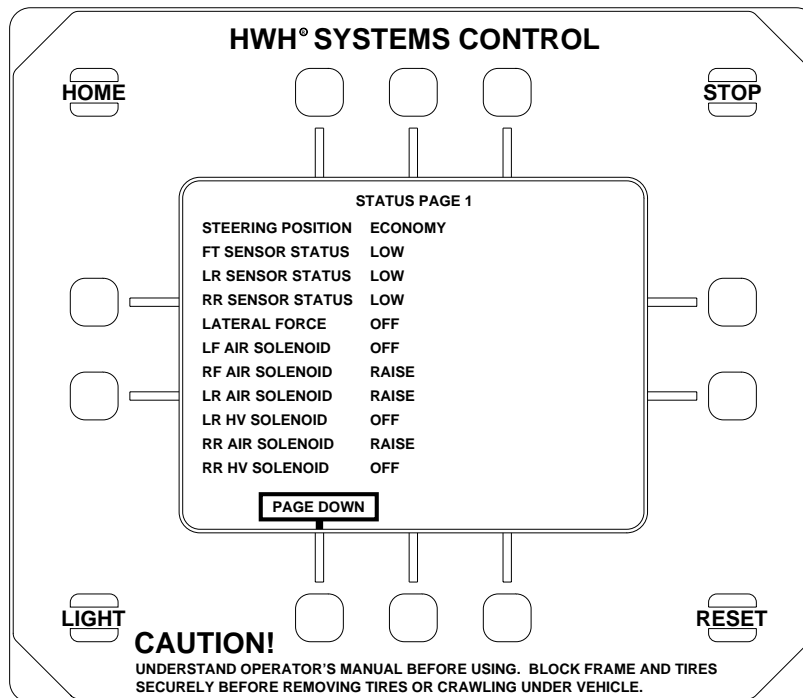 HWH® SYSTEMS CONTROL
HOME
STOP
STATUS PAGE 1
STEERING POSITION ECONOMY
FT SENSOR STATUS LOW
LR SENSOR STATUS LOW
RR SENSOR STATUS LOW
LATERAL FORCE OFF
LF AIR SOLENOID OFF
RF AIR SOLENOID RAISE
LR AIR SOLENOID RAISE
LR HV SOLENOID OFF
RR AIR SOLENOID RAISE
RR HV SOLENOID OFF
PAGE DOWN
LIGHT
RESET
CAUTION!
UNDERSTAND OPERATOR'S MANUAL BEFORE USING. BLOCK FRAME AND TIRES
SECURELY BEFORE REMOVING TIRES OR CRAWLING UNDER VEHICLE.